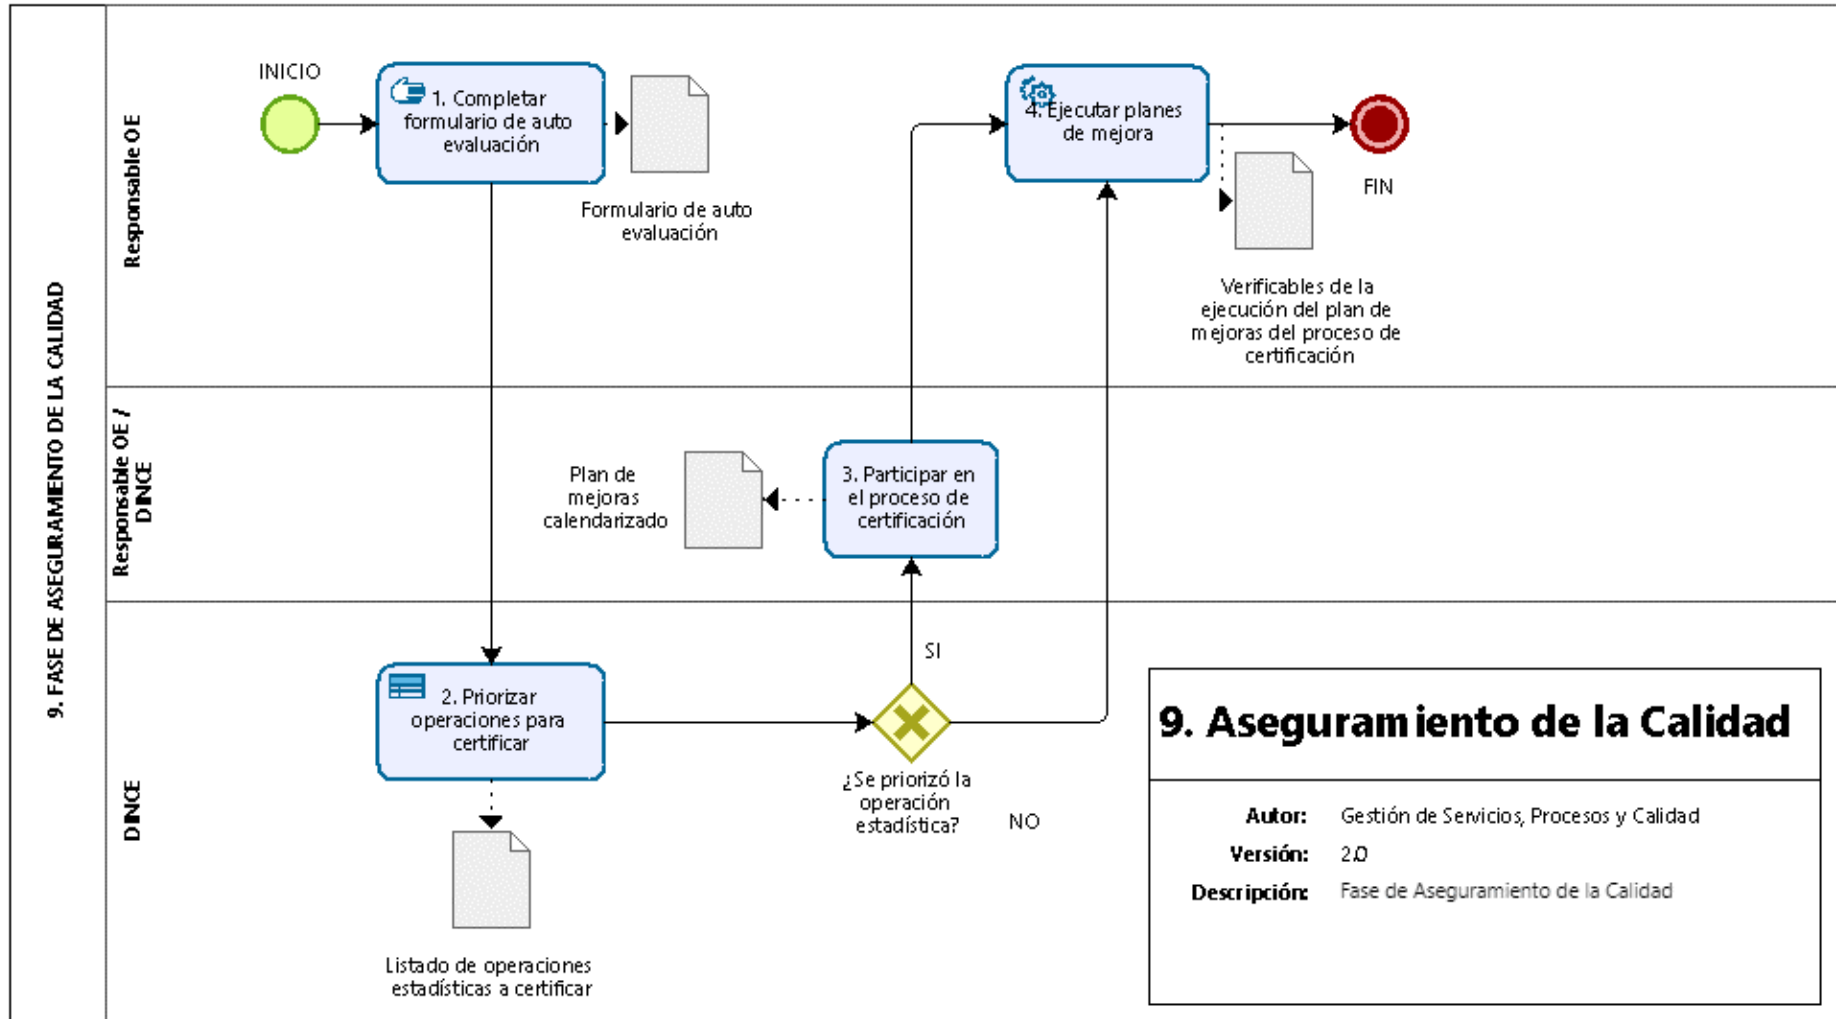 9. FASE DE ASEGURAMIENTO DE LA CALIDAD
Responsable OE
INICIO
1. Completar
formulario de auto
evaluación
Formulario de auto
evaluación
4. Ejecutar planes
de mejora
FIN
Verificables de la
ejecución del plan de
mejoras del proceso de
certificación
Responsable OE /
DINCE
Plan de
mejoras
calendarizado
3. Participar en
el proceso de
certificación
DINCE
2. Priorizar
operaciones para
certificar
Listado de operaciones
estadísticas a certificar
SI
¿Se priorizó la
operación
estadística?
NO
9. Aseguramiento de la Calidad
Autor: Gestión de Servicios, Procesos y Calidad
Versión: 2.0
Descripción: Fase de Aseguramiento de la Calidad